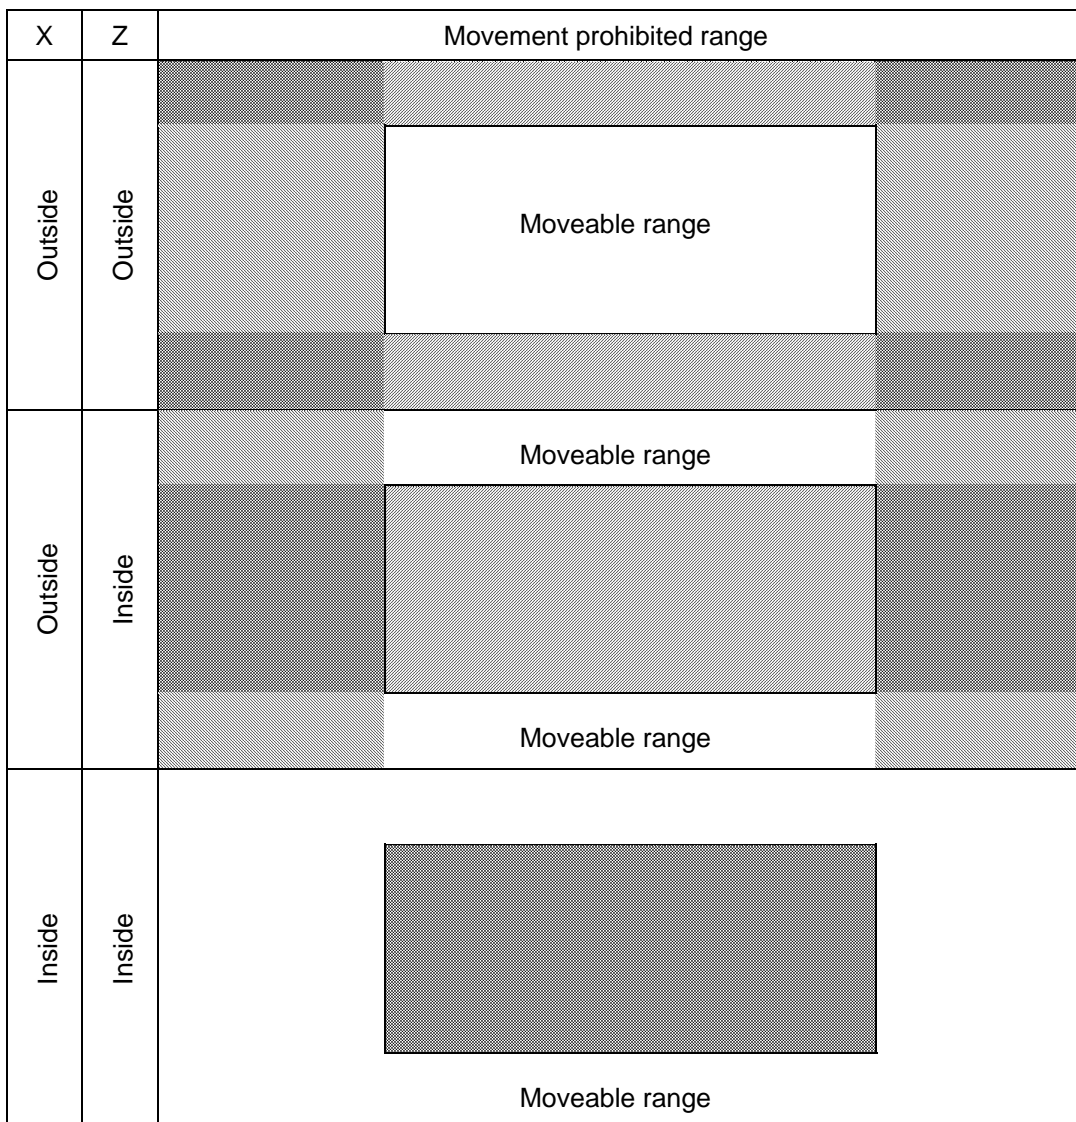 X Z Movement prohibited range
Outside
Outside
Moveable range
Outside
Inside
Moveable range
Moveable range
Inside
Inside
Moveable range